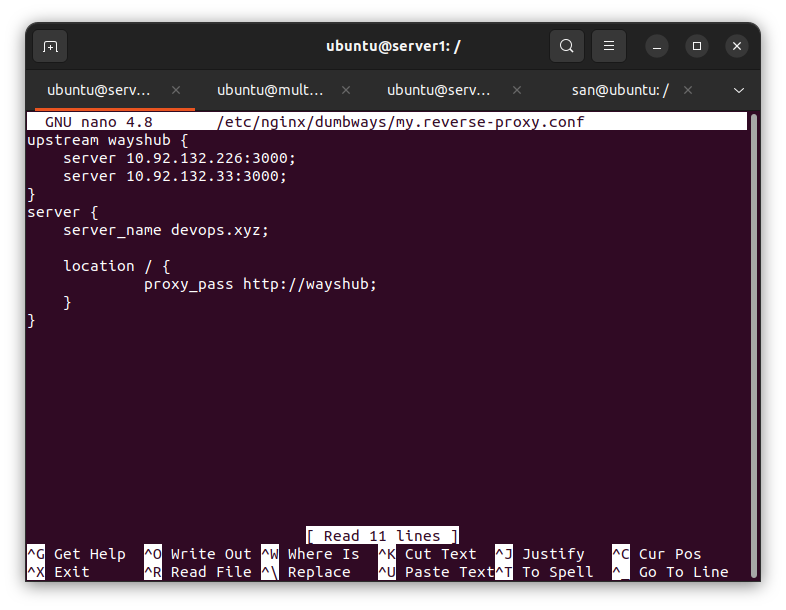 ubuntu@server1: /
ubuntu@serv... ubuntu@mult... ubuntu@serv... san@ubuntu: /
GNU nano 4.8 /etc/nginx/dumbways/my.reverse-proxy.conf
upstream wayshub {
    server 10.92.132.226:3000;
    server 10.92.132.33:3000;
}
server {
    server_name devops.xyz;
    location / {
             proxy_pass http://wayshub;
    }
}
[ Read 11 lines ]
^G Get Help ^O Write Out ^W Where Is ^K Cut Text ^J Justify ^C Cur Pos
^X Exit ^R Read File ^\ Replace ^U Paste Text ^T To Spell ^_ Go To Line